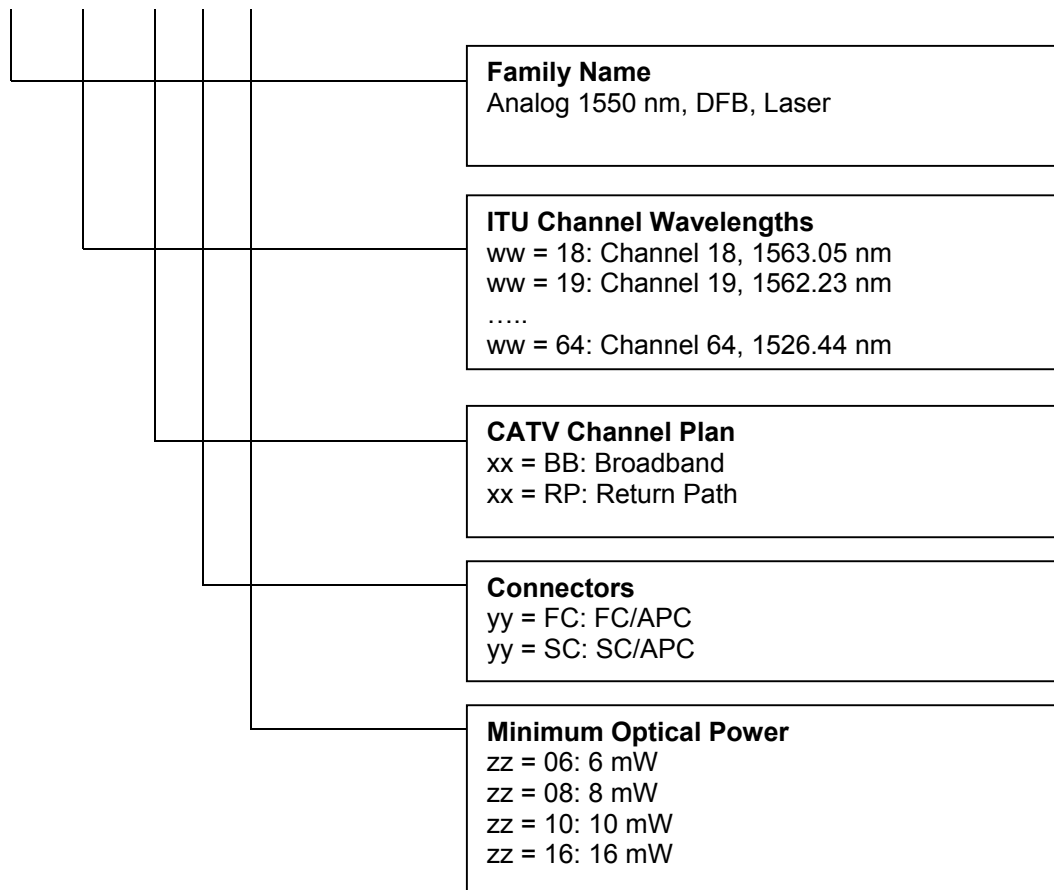 Family Name
Analog 1550 nm, DFB, Laser
ITU Channel Wavelengths
ww = 18: Channel 18, 1563.05 nm
ww = 19: Channel 19, 1562.23 nm
…..
ww = 64: Channel 64, 1526.44 nm
CATV Channel Plan
xx = BB: Broadband
xx = RP: Return Path
Connectors
yy = FC: FC/APC
yy = SC: SC/APC
Minimum Optical Power
zz = 06: 6 mW
zz = 08: 8 mW
zz = 10: 10 mW
zz = 16: 16 mW